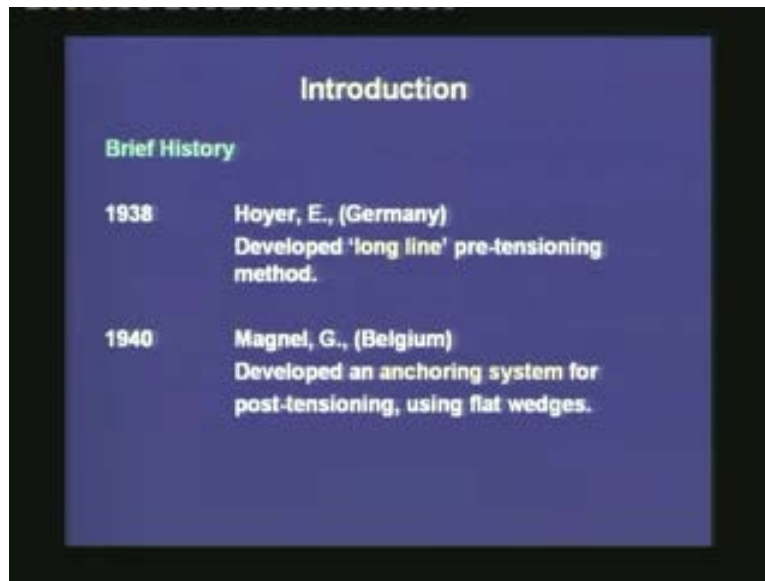 Introduction
Brief History
1938 Hoyer, E., (Germany)
Developed 'long line' pre-tensioning
method.
1940 Magnel, G., (Belgium)
Developed an anchoring system for
post-tensioning, using flat wedges.